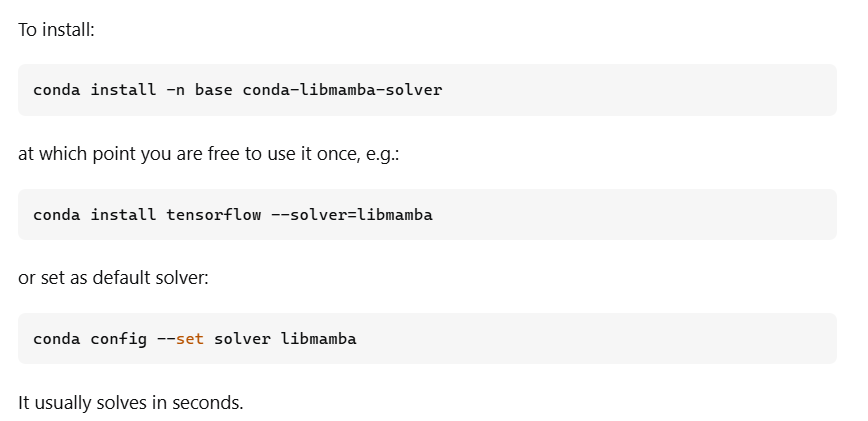 To install:
conda install -n base conda-libmamba-solver
at which point you are free to use it once, e.g.:
conda install tensorflow --solver=libmamba
or set as default solver:
conda config --set solver libmamba
It usually solves in seconds.